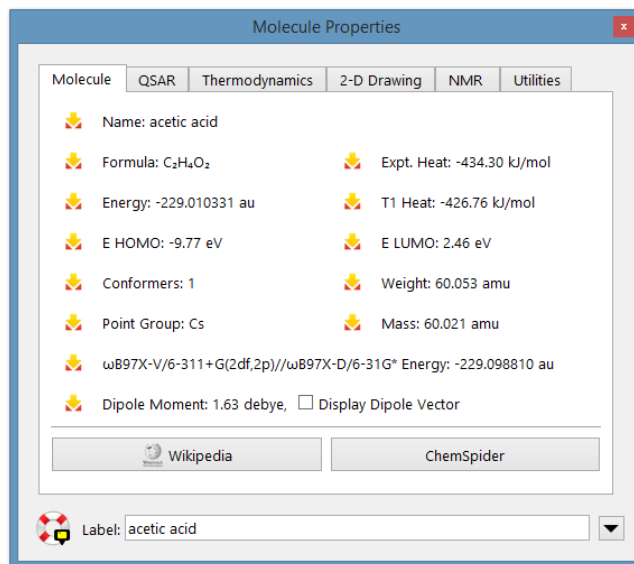 Molecule Properties
x
Molecule QSAR Thermodynamics 2-D Drawing NMR Utilities
Name: acetic acid
Formula: C₂H₄O₂ Expt. Heat: -434.30 kJ/mol
Energy: -229.010331 au T1 Heat: -426.76 kJ/mol
E HOMO: -9.77 eV E LUMO: 2.46 eV
Conformers: 1 Weight: 60.053 amu
Point Group: Cs Mass: 60.021 amu
ωB97X-V/6-311+G(2df,2p)//ωB97X-D/6-31G* Energy: -229.098810 au
Dipole Moment: 1.63 debye, Display Dipole Vector
Wikipedia ChemSpider
Label: acetic acid